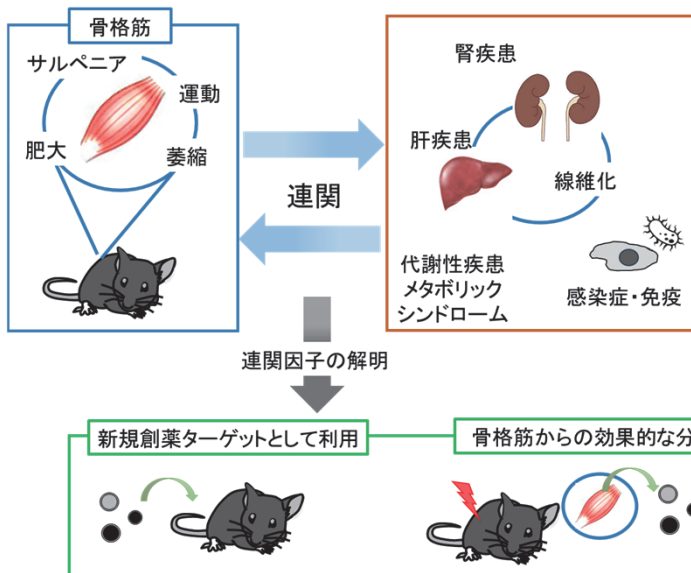 骨格筋
サルペニア
運動
肥大
萎縮
連関
腎疾患
肝疾患
線維化
代謝性疾患
メタボリック
シンドローム
感染症・免疫
連関因子の解明
新規創薬ターゲットとして利用
骨格筋からの効果的な分